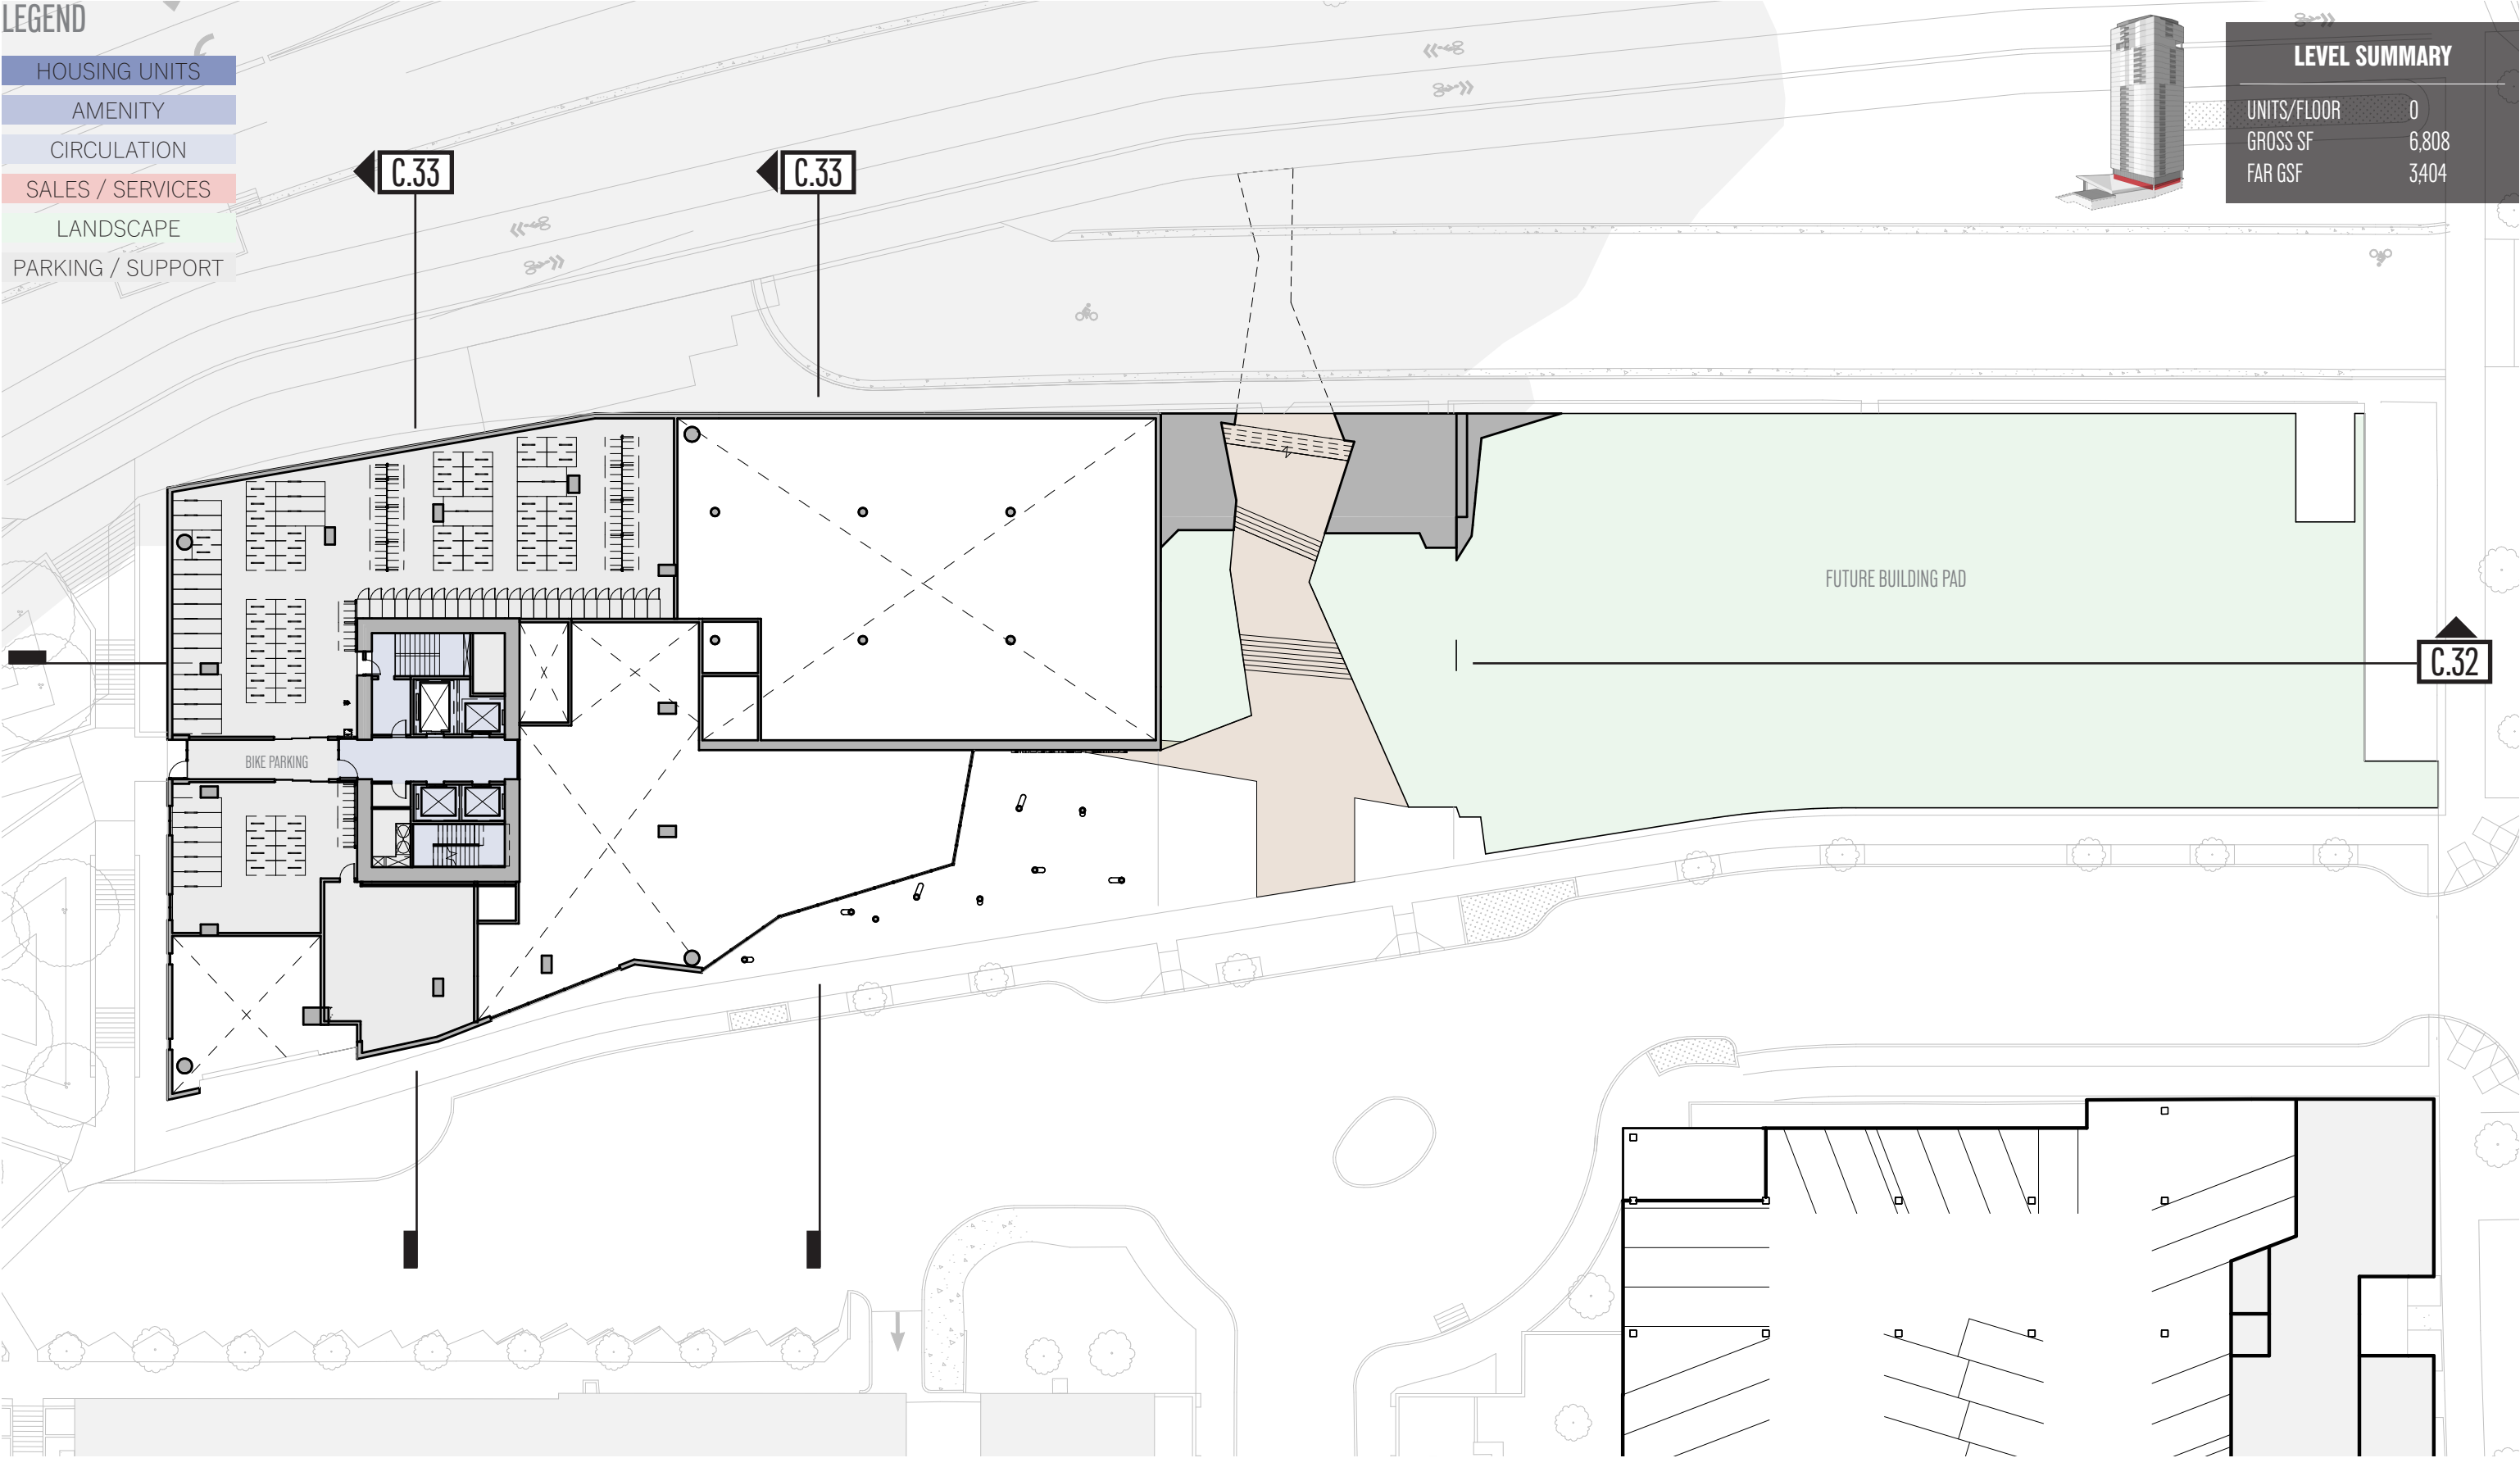 LEGEND
HOUSING UNITS
AMENITY
CIRCULATION
SALES / SERVICES
LANDSCAPE
PARKING / SUPPORT
C.33
C.33
LEVEL SUMMARY
UNITS/FLOOR 0
GROSS SF 6,808
FAR GSF 3,404
FUTURE BUILDING PAD
C.32
BIKE PARKING